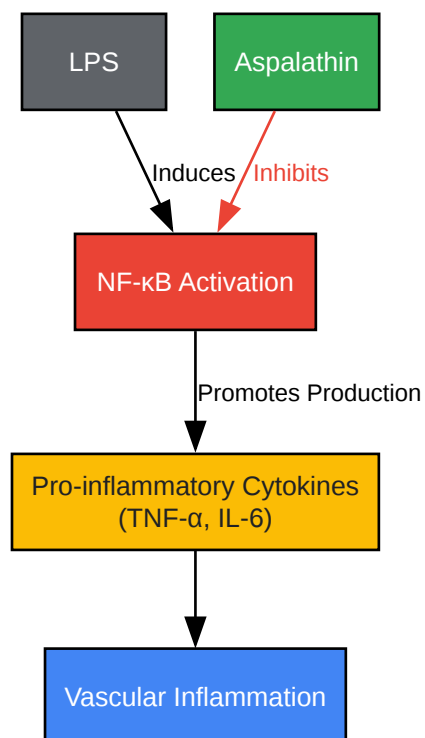 LPS
Aspalathin
Induces
Inhibits
NF-κB Activation
Promotes Production
Pro-inflammatory Cytokines
(TNF-α, IL-6)
Vascular Inflammation